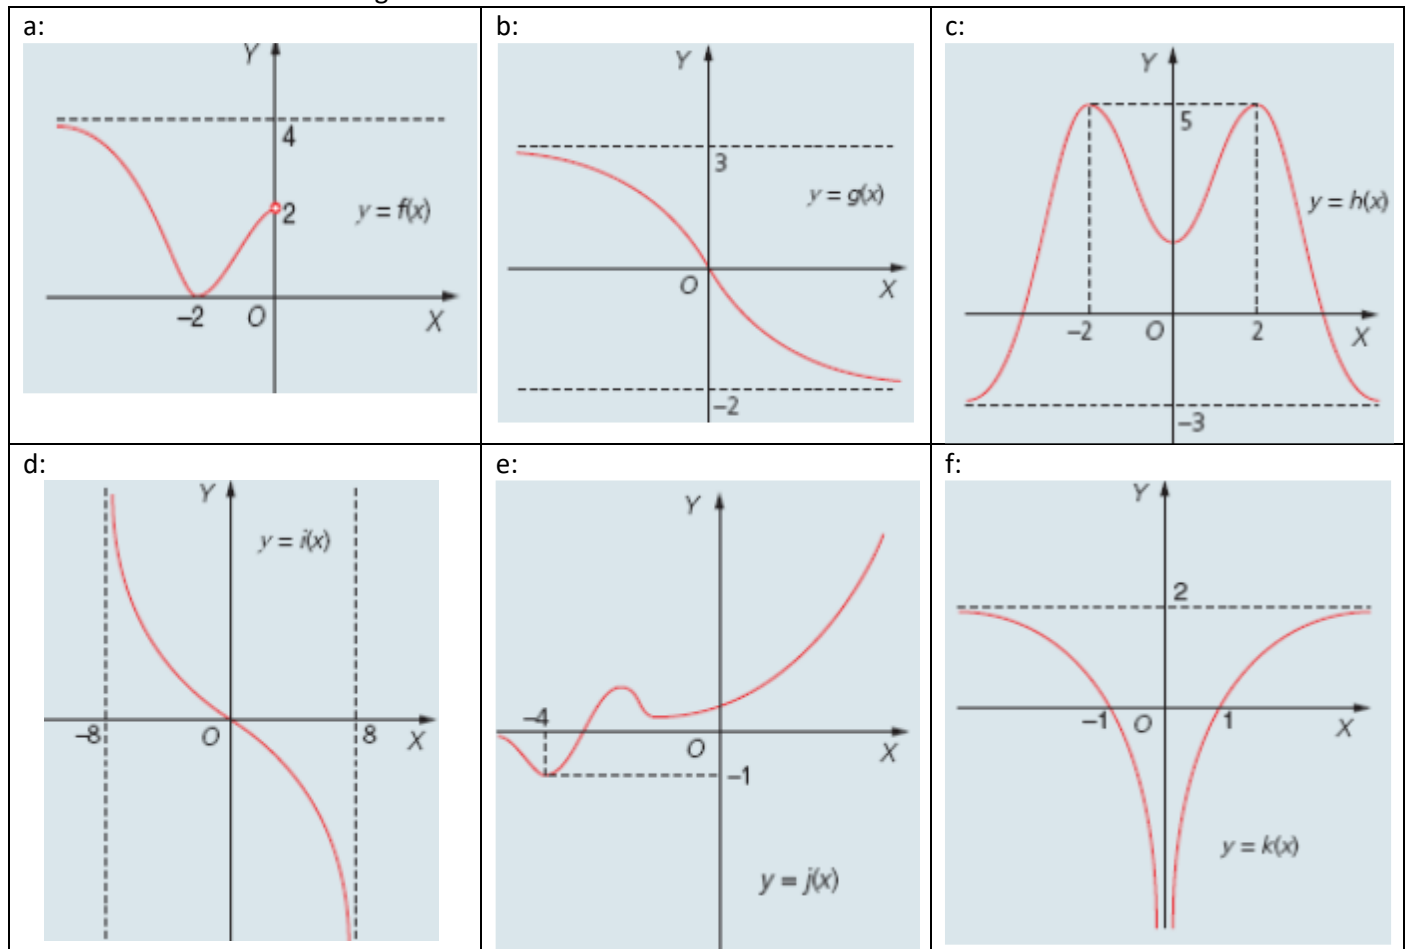 a:
Y
4
2
y = f(x)
–2
O
X
b:
Y
3
y = g(x)
O
X
–2
c:
Y
5
y = h(x)
–2
O
2
X
–3
d:
Y
y = i(x)
–8
O
8
X
e:
Y
–4
O
X
–1
y = j(x)
f:
Y
2
–1
O
1
X
y = k(x)